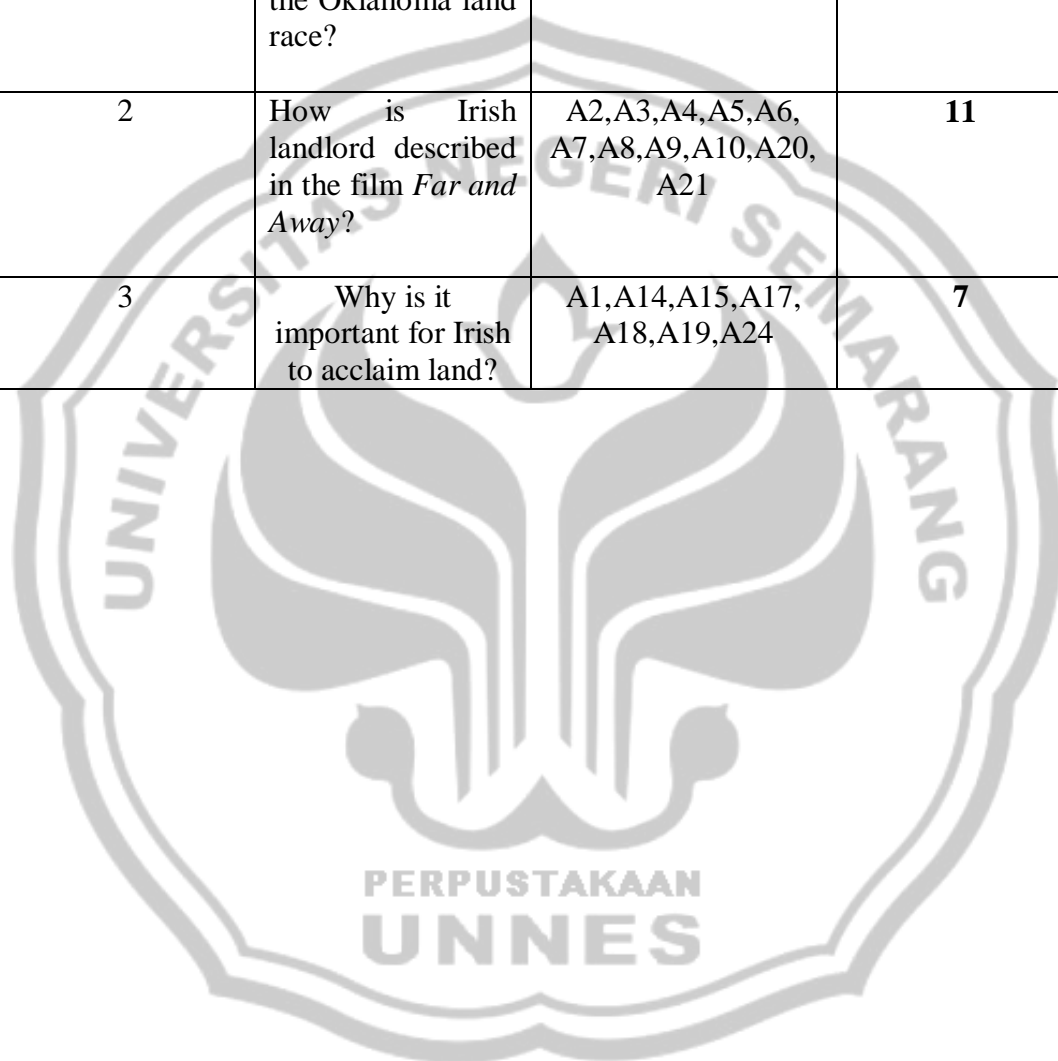 the Oklahoma land
race?
2
How is Irish
landlord described
in the film Far and
Away?
A2,A3,A4,A5,A6,
A7,A8,A9,A10,A20,
A21
11
3
Why is it
important for Irish
to acclaim land?
A1,A14,A15,A17,
A18,A19,A24
7
UNIVERSITAS NEGERI SEMARANG
PERPUSTAKAAN
UNNES